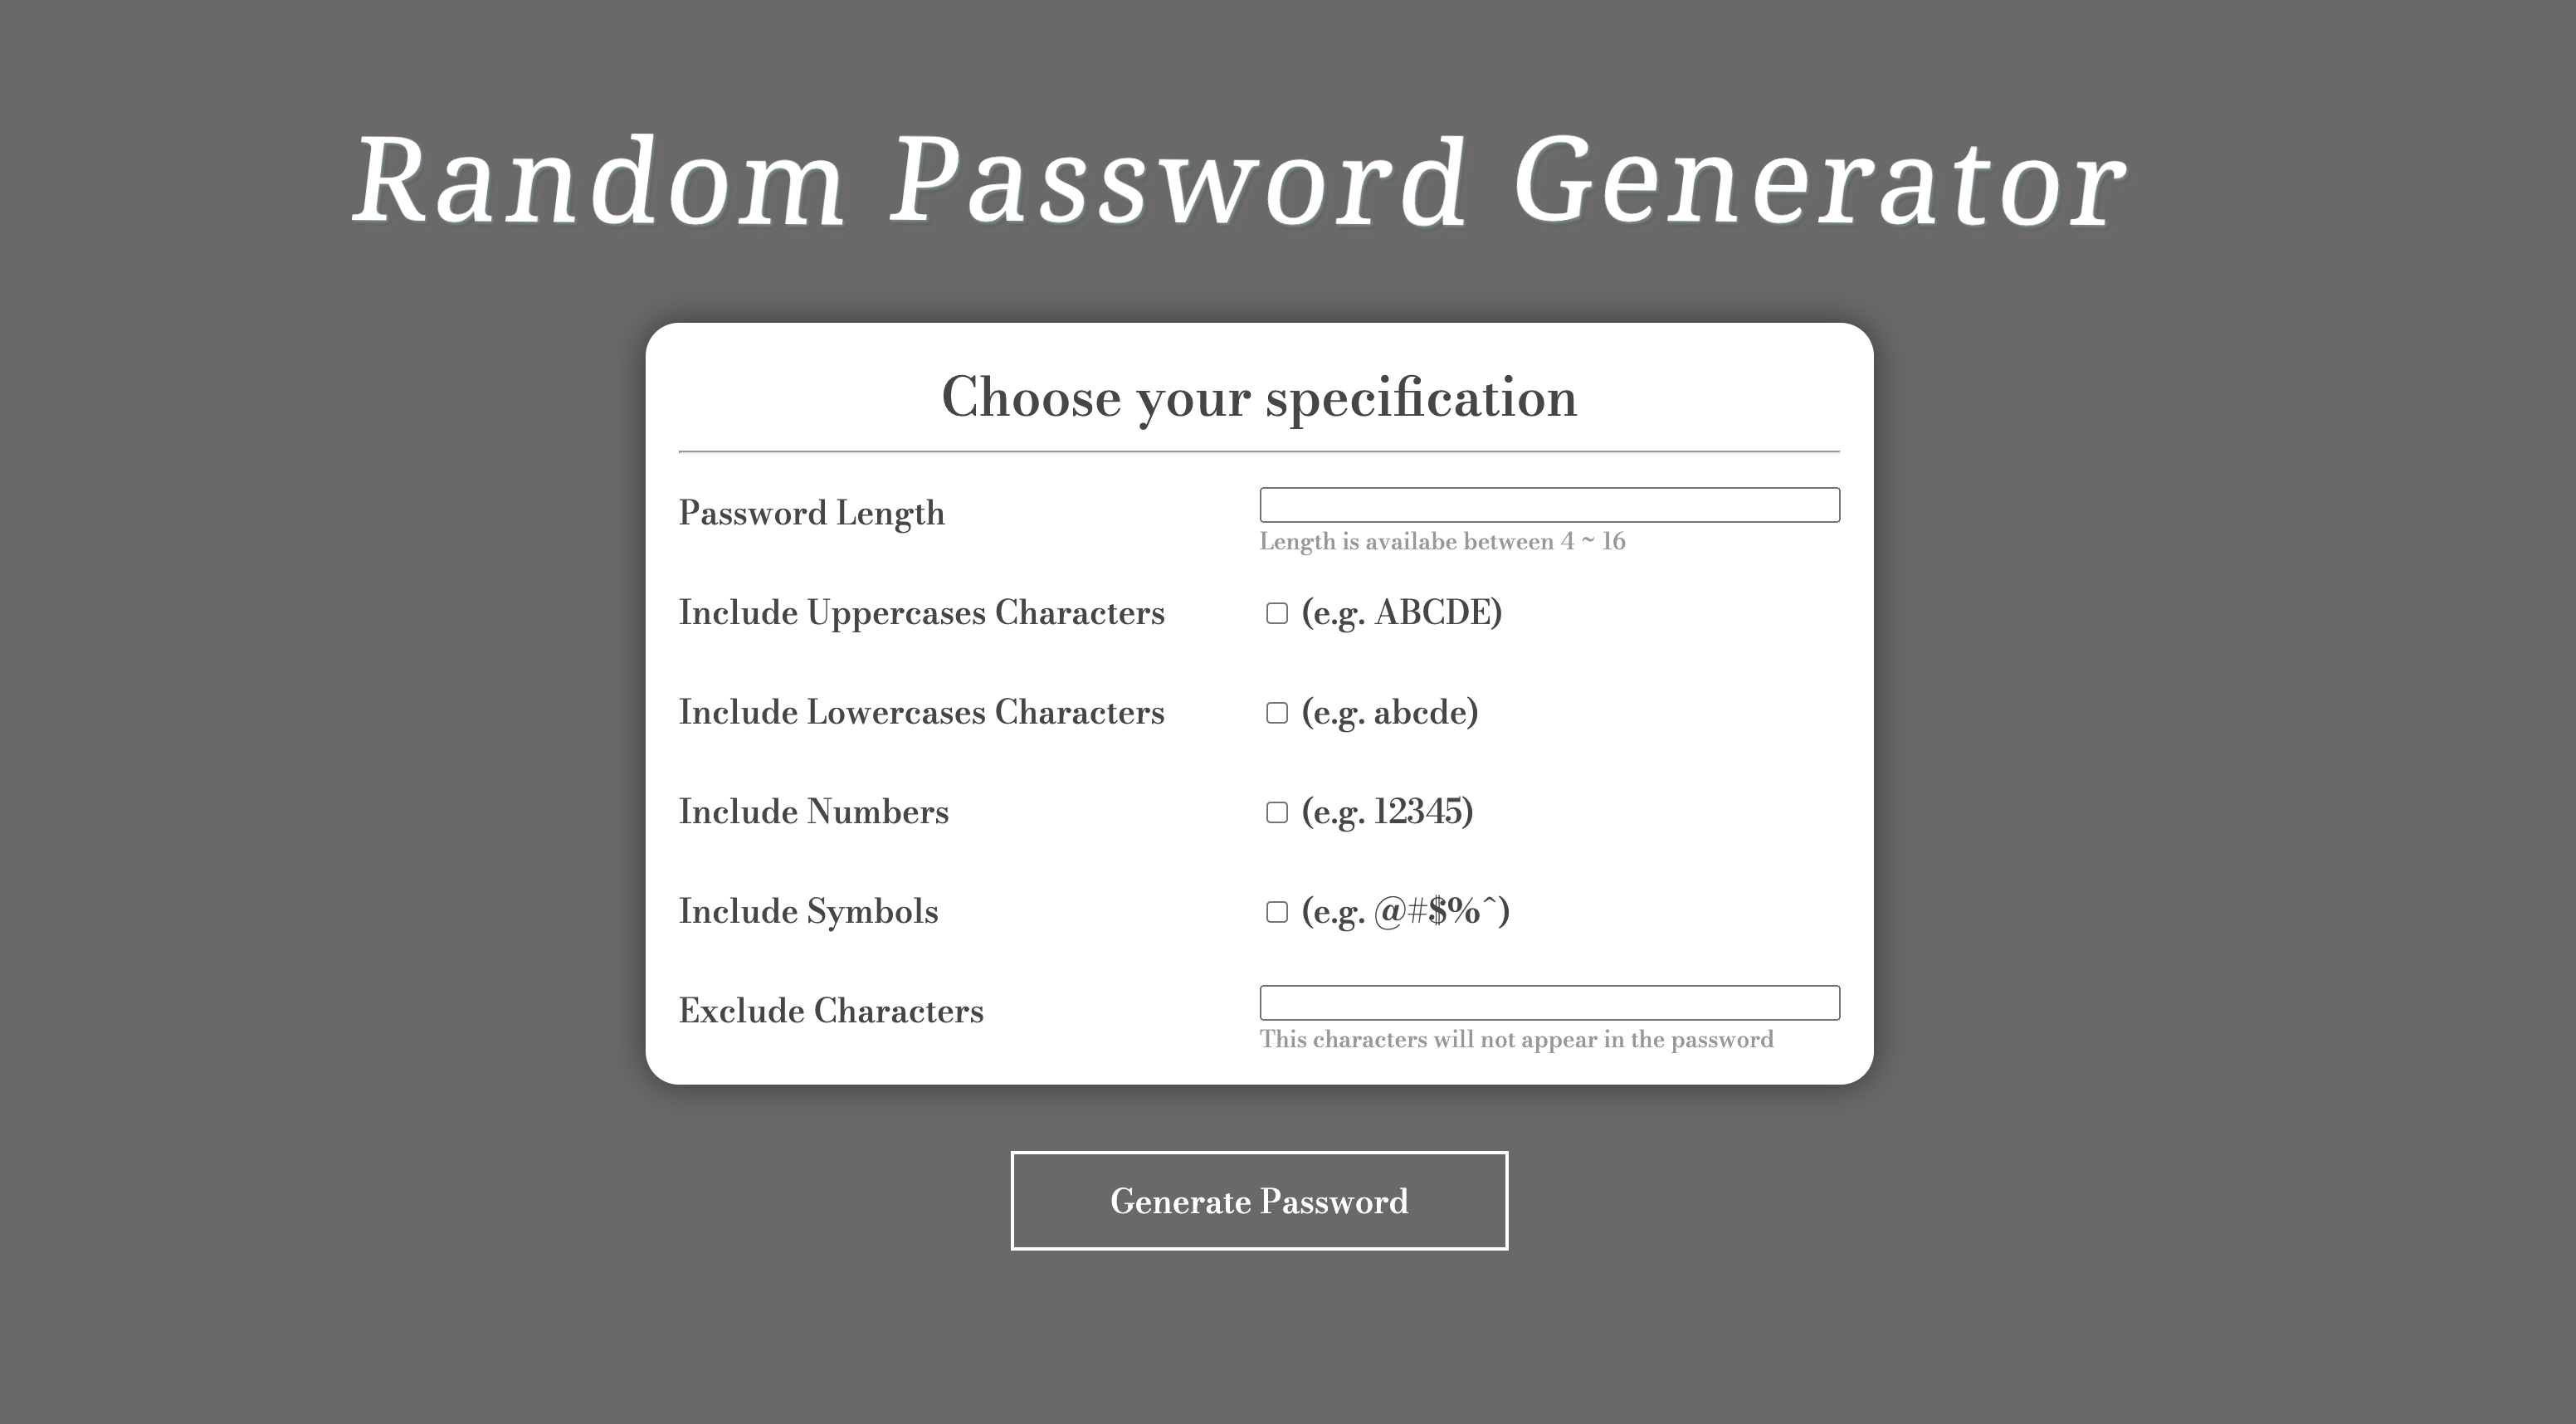 Random Password Generator
Choose your specification
Password Length
Length is availabe between 4 ~ 16
Include Uppercases Characters (e.g. ABCDE)
Include Lowercases Characters (e.g. abcde)
Include Numbers (e.g. 12345)
Include Symbols (e.g. @#$%^)
Exclude Characters
This characters will not appear in the password
Generate Password